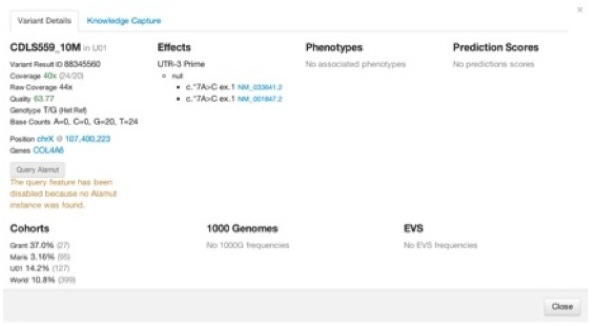 ×
Variant Details Knowledge Capture
CDLS559_10M in U01
Variant Result ID 88345560
Coverage 40x (24/20)
Raw Coverage 44x
Quality 63.77
Genotype T/G (Het Ref)
Base Counts A=0, C=0, G=20, T=24
Position chrX @ 107,400,223
Genes COL4A6
Query Alamut
The query feature has been
disabled because no Alamut
instance was found.
Effects
UTR-3 Prime
null
c.*7A>C ex.1 NM_033641.2
c.*7A>C ex.1 NM_001847.2
Phenotypes
No associated phenotypes
Prediction Scores
No predictions scores
Cohorts
Grant 37.0% (27)
Maris 3.16% (95)
U01 14.2% (127)
World 10.8% (399)
1000 Genomes
No 1000G frequencies
EVS
No EVS frequencies
Close